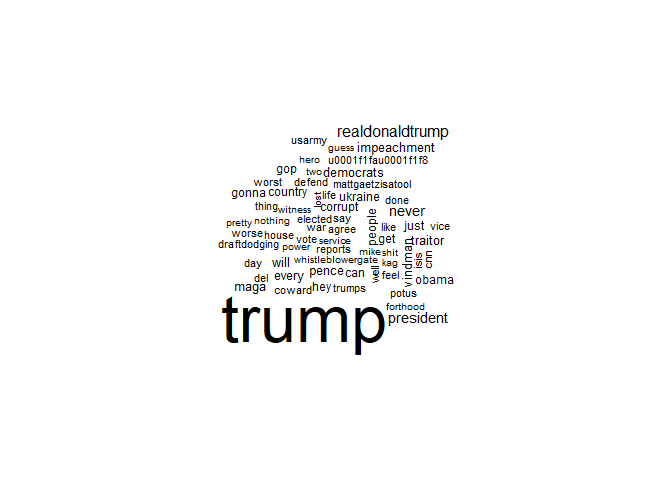 realdonaldtrump
usarmy
guess impeachment
hero u0001f1fau0001f1f8
gop two democrats
worst defend mattgaetzisatool
gonna country lost life ukraine done
thing witness corrupt never
pretty nothing elected say people like just vice
worse house war agree
draftdodging vote service get traitor
power reports mike shit vindman isis cnn
day will whistleblowergate well kag
del every pence can feel . obama
maga coward hey trumps potus
forthood
trump president